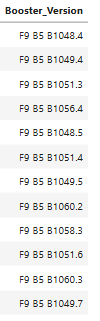 Booster_Version
F9 B5 B1048.4
F9 B5 B1049.4
F9 B5 B1051.3
F9 B5 B1056.4
F9 B5 B1048.5
F9 B5 B1051.4
F9 B5 B1049.5
F9 B5 B1060.2
F9 B5 B1058.3
F9 B5 B1051.6
F9 B5 B1060.3
F9 B5 B1049.7